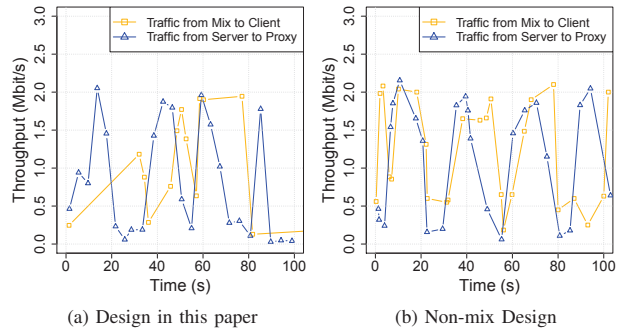 Traffic from Mix to Client
Traffic from Server to Proxy
Throughput (Mbit/s)
3.0
2.5
2.0
1.5
1.0
0.5
0.0
0 20 40 60 80 100
Time (s)
(a) Design in this paper
Traffic from Mix to Client
Traffic from Server to Proxy
Throughput (Mbit/s)
3.0
2.5
2.0
1.5
1.0
0.5
0.0
0 20 40 60 80 100
Time (s)
(b) Non-mix Design